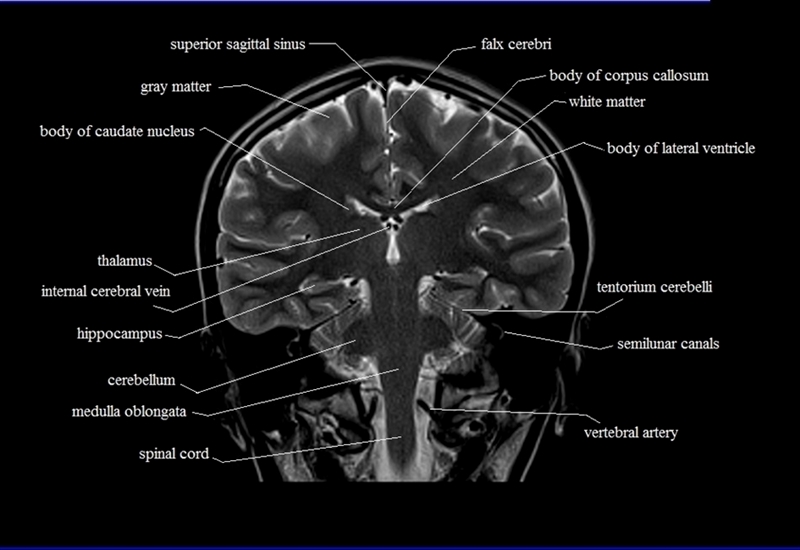 superior sagittal sinus
falx cerebri
gray matter
body of corpus callosum
white matter
body of caudate nucleus
body of lateral ventricle
thalamus
internal cerebral vein
tentorium cerebelli
hippocampus
semilunar canals
cerebellum
medulla oblongata
vertebral artery
spinal cord